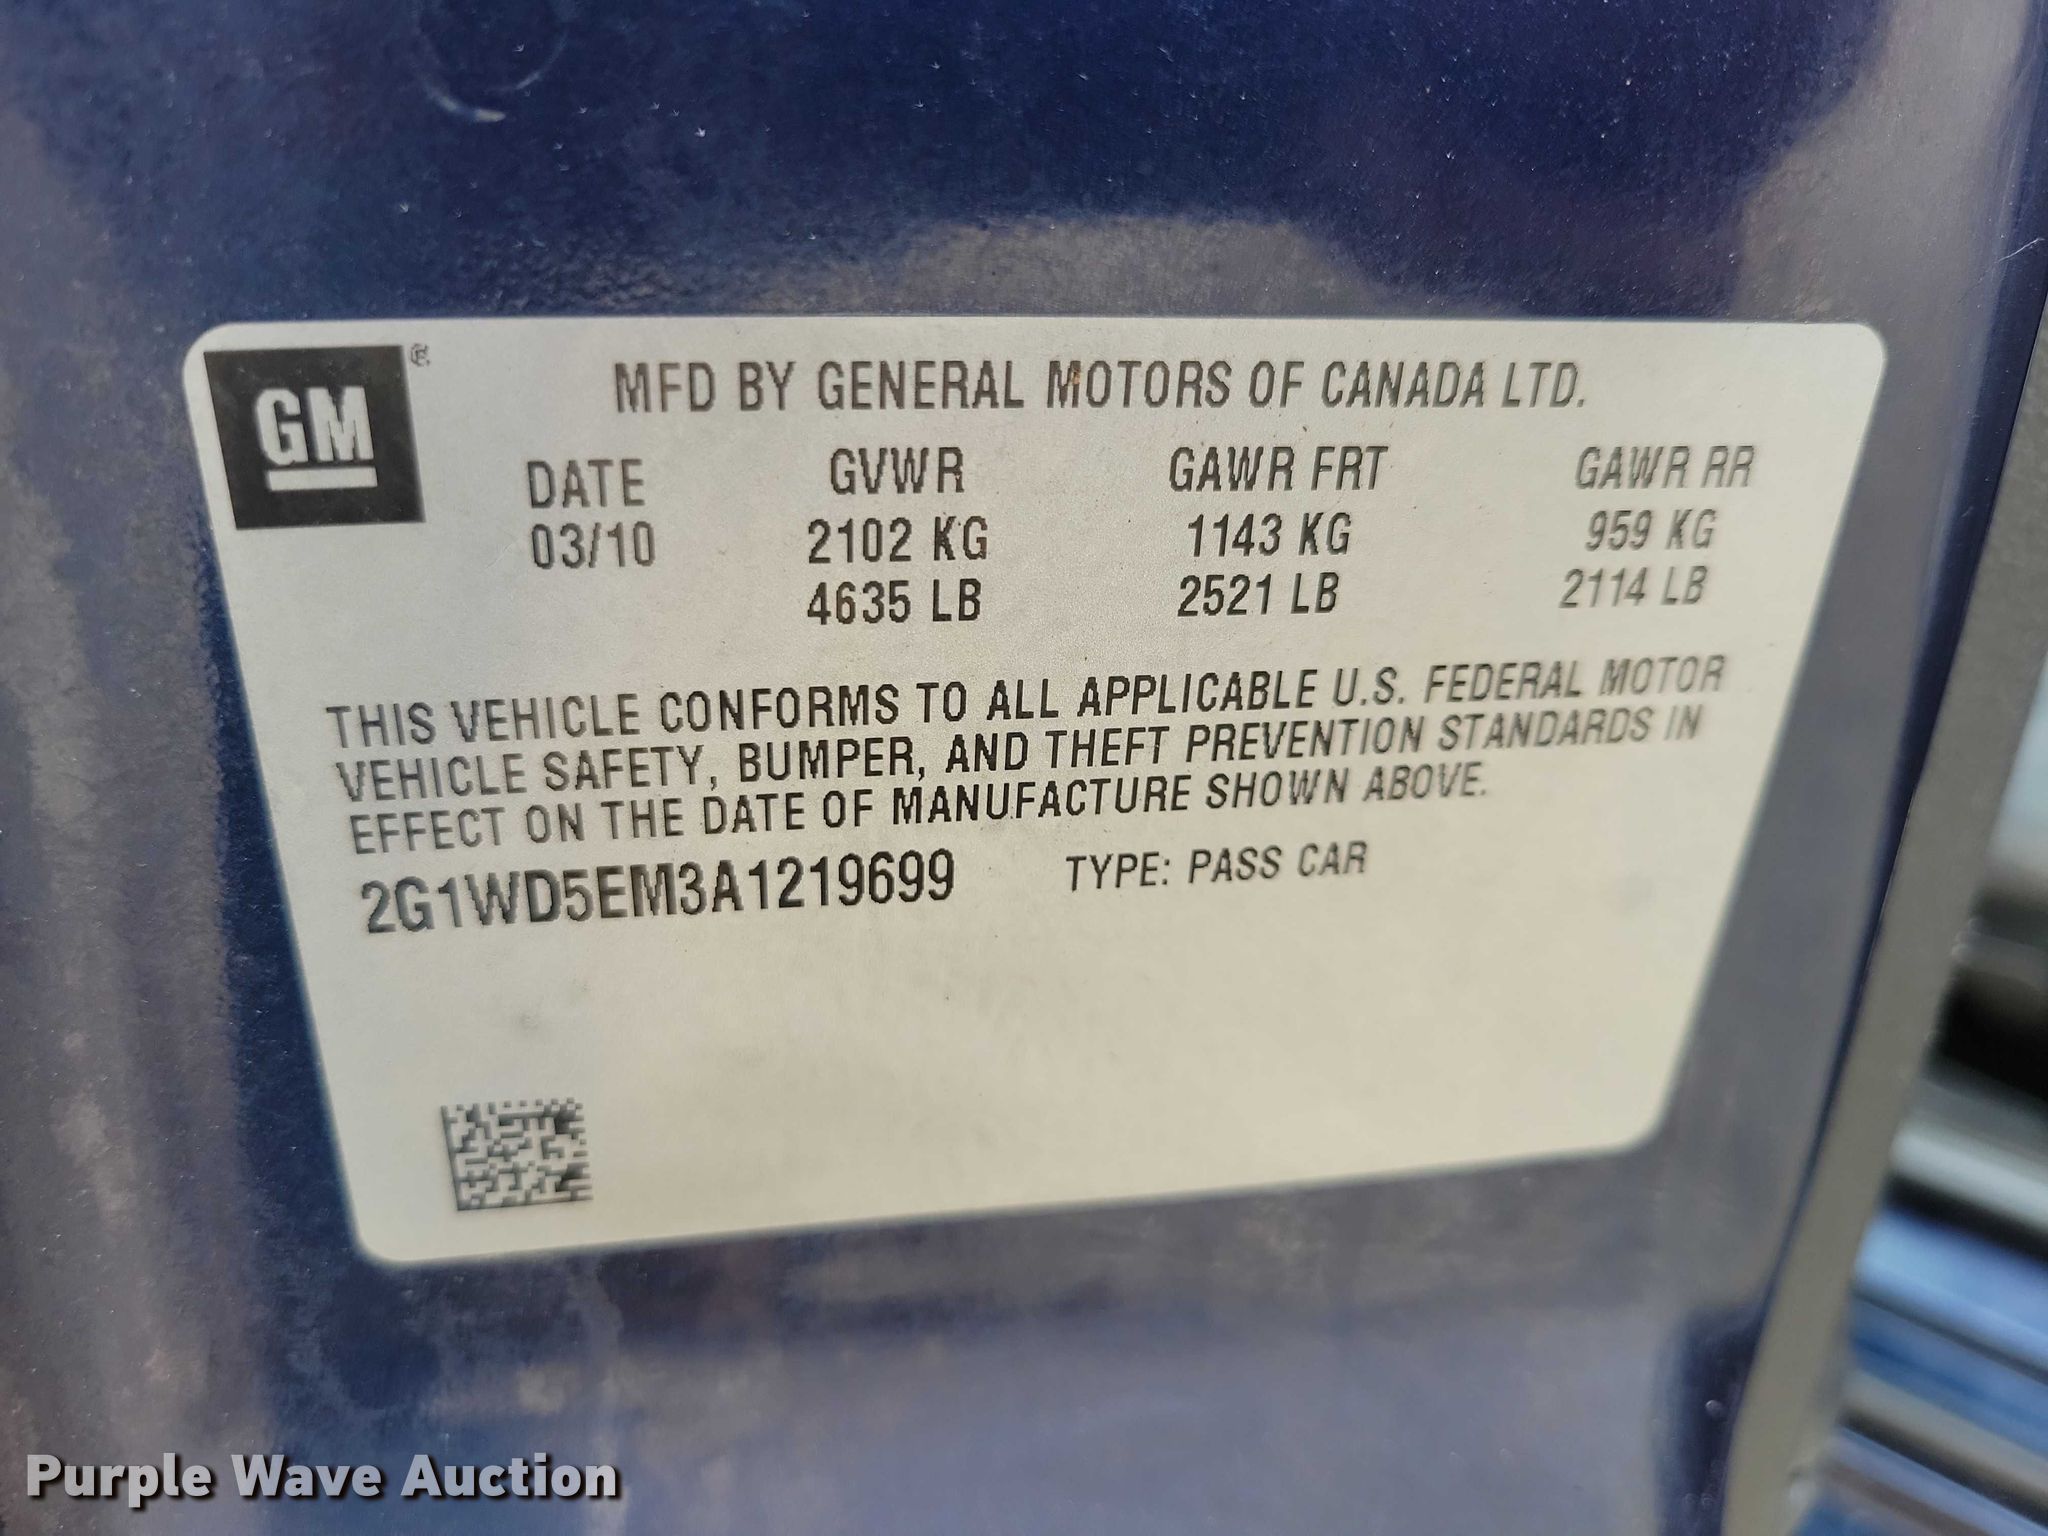 GM ®
MFD BY GENERAL MOTORS OF CANADA LTD.
DATE GVWR GAWR FRT GAWR RR
03/10 2102 KG 1143 KG 959 KG
4635 LB 2521 LB 2114 LB
THIS VEHICLE CONFORMS TO ALL APPLICABLE U.S. FEDERAL MOTOR
VEHICLE SAFETY, BUMPER, AND THEFT PREVENTION STANDARDS IN
EFFECT ON THE DATE OF MANUFACTURE SHOWN ABOVE.
2G1WD5EM3A1219699 TYPE: PASS CAR
Purple Wave Auction